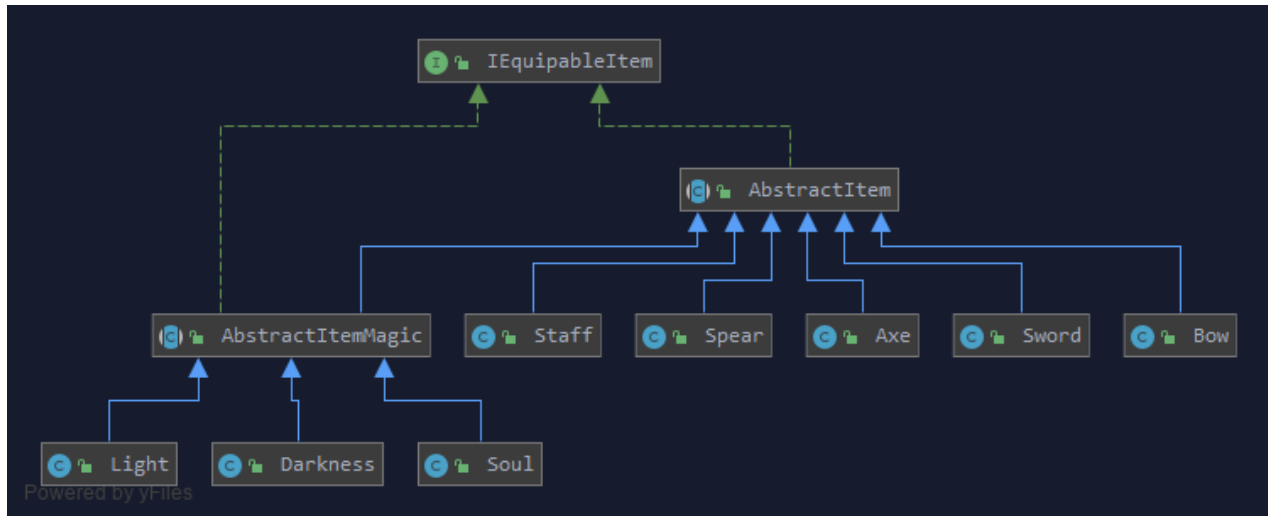 IEquipableItem
AbstractItem
AbstractItemMagic
Staff
Spear
Axe
Sword
Bow
Light
Darkness
Soul
Powered by yFiles